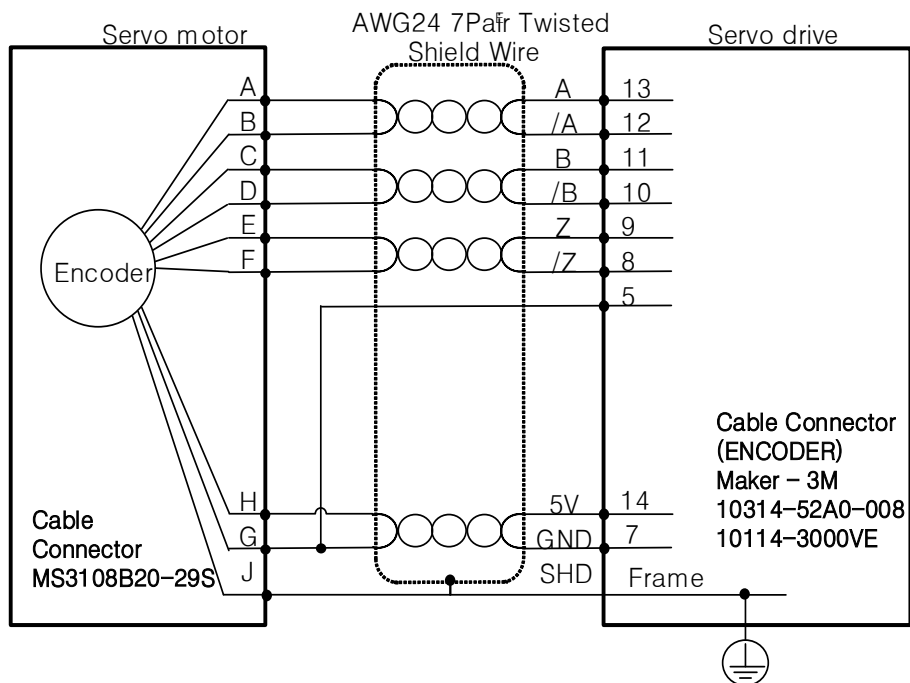 AWG24 7Pair Twisted
Shield Wire
Servo motor
Servo drive
A
B
C
D
E
F
H
G
J
Encoder
Cable
Connector
MS3108B20-29S
A
/A
B
/B
Z
/Z
5V
GND
SHD
13
12
11
10
9
8
5
14
7
Frame
Cable Connector
(ENCODER)
Maker - 3M
10314-52A0-008
10114-3000VE